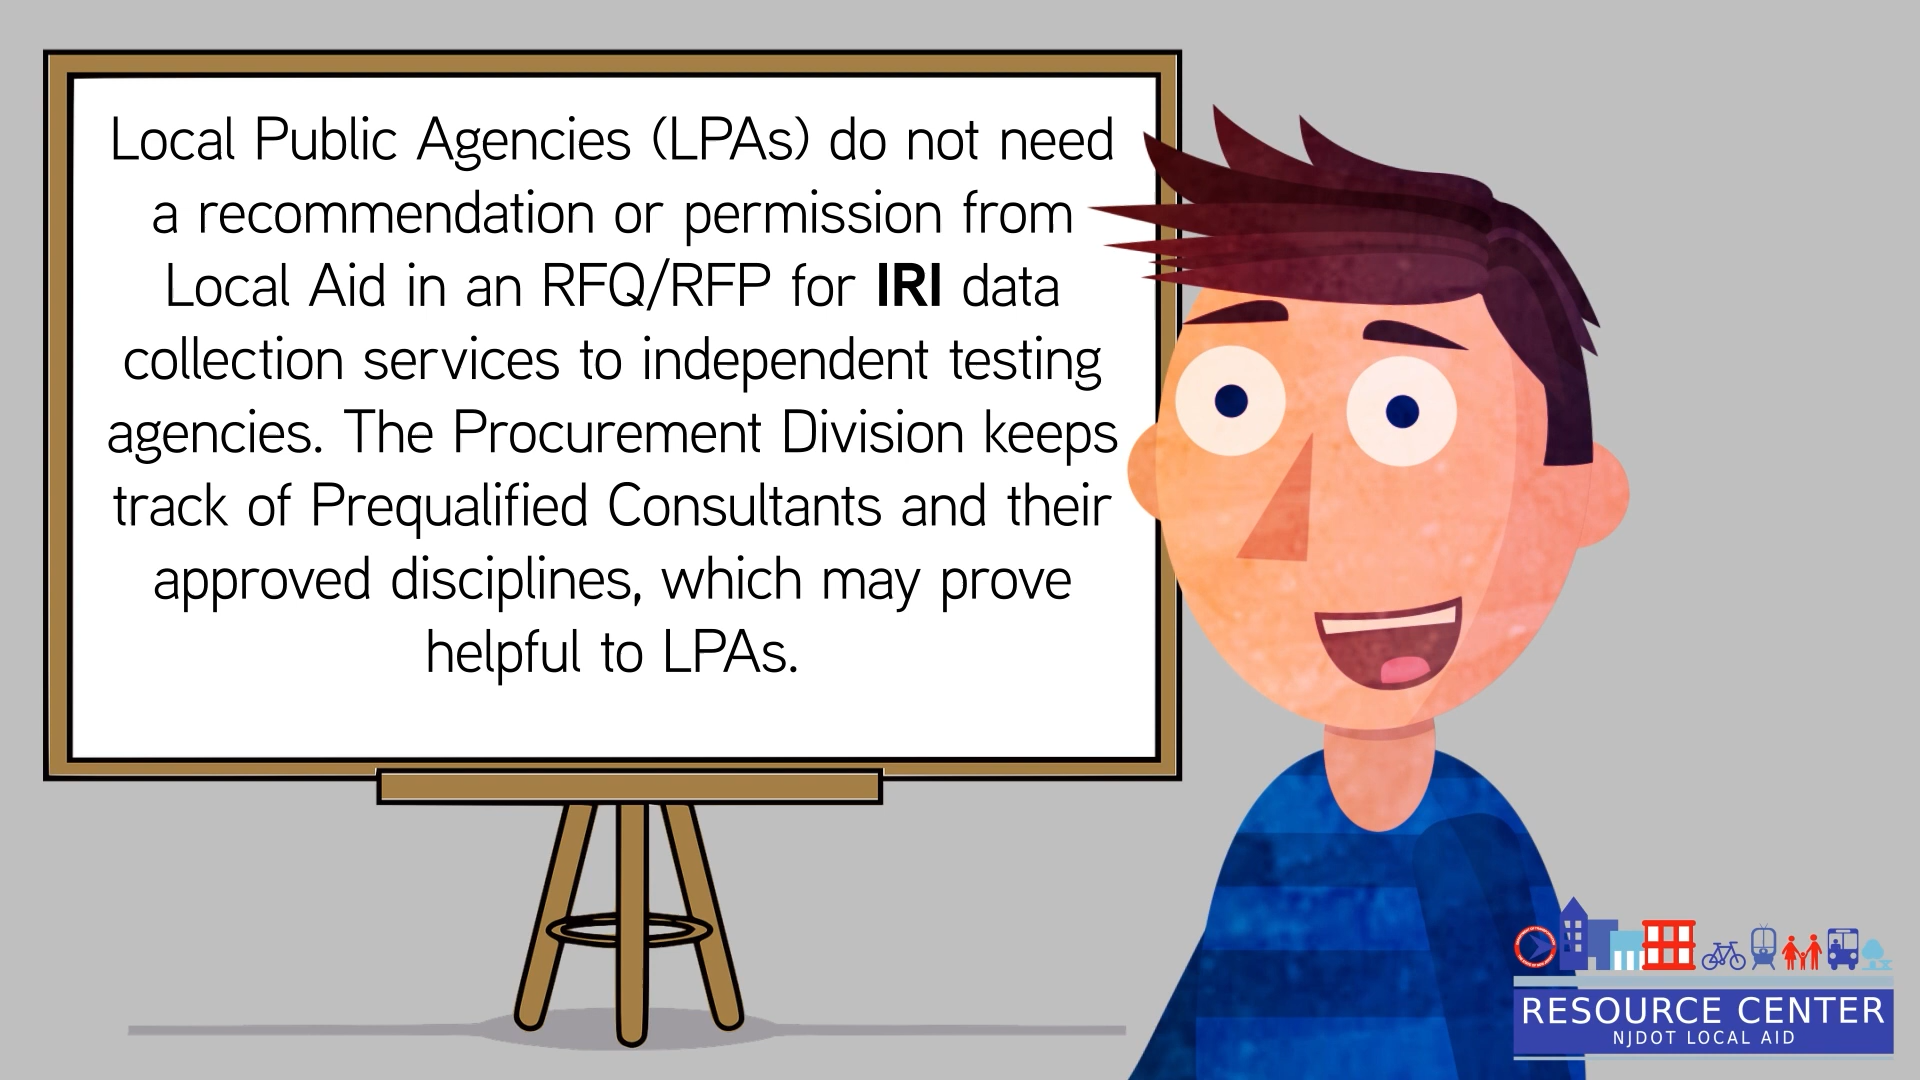 Local Public Agencies (LPAs) do not need
a recommendation or permission from
Local Aid in an RFQ/RFP for IRI data
collection services to independent testing
agencies. The Procurement Division keeps
track of Prequalified Consultants and their
approved disciplines, which may prove
helpful to LPAs.
RESOURCE CENTER
NJDOT LOCAL AID